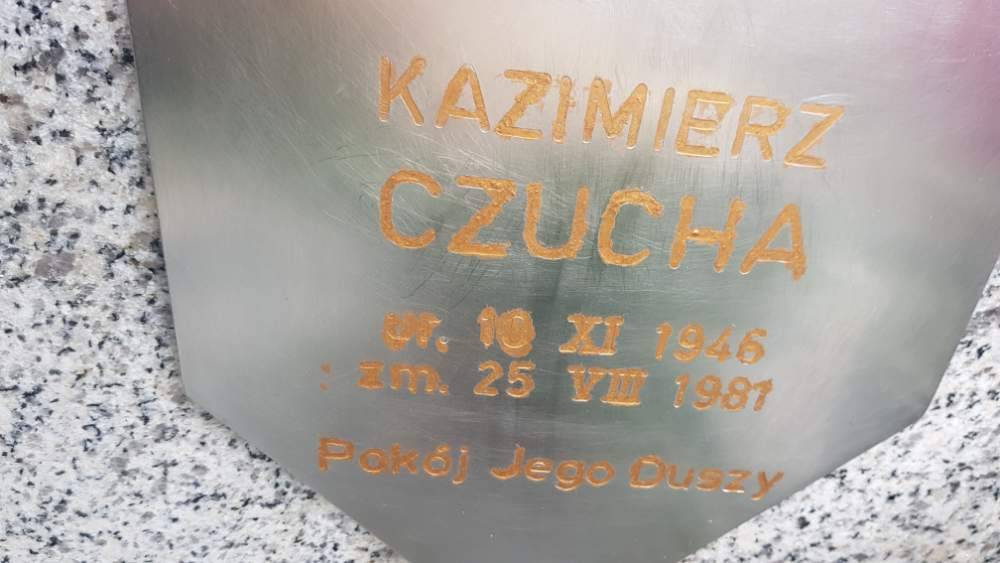 KAZIMIERZ
CZUCHA
ur. 10 XI 1946
: zm. 25 VIII 1981
Pokój Jego Duszy